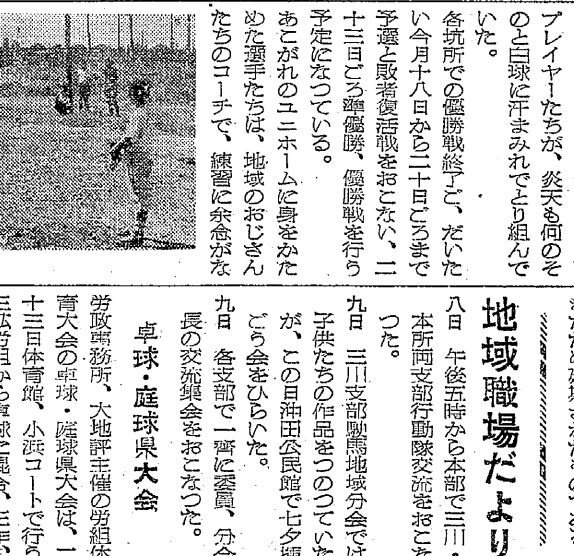 プレイヤーたちが、炎天も何のそ
のと白球に汗まみれでとり組んで
いた。
各坑所での優勝戦終了ご、だいた
い今月十八日から二十日ごろまで
予選と敗者復活戦をおこない、二
十三日ごろ準優勝、優勝戦を行う
予定になつている。
あこがれのユニホームに身をかた
めた選手たちは、地域のおじさん
たちのコーチで、練習に余念がな
地域職場だより
八日　午後五時から本部で三川・
本所両支部行動隊交流をおこな
つた。
九日　三川支部馳馬地域分会では
子供たちの作品をつのつていた
が、この日沖田公民館で七夕
ごう会をひらいた。
九日　各支部で一斉に委員、分会
長の交流集会をおこなつた。
卓球・庭球県大会
労政事務所、大地評主催の労組体
育大会の卓球・庭球県大会は、
十三日体育館、小浜コートで行